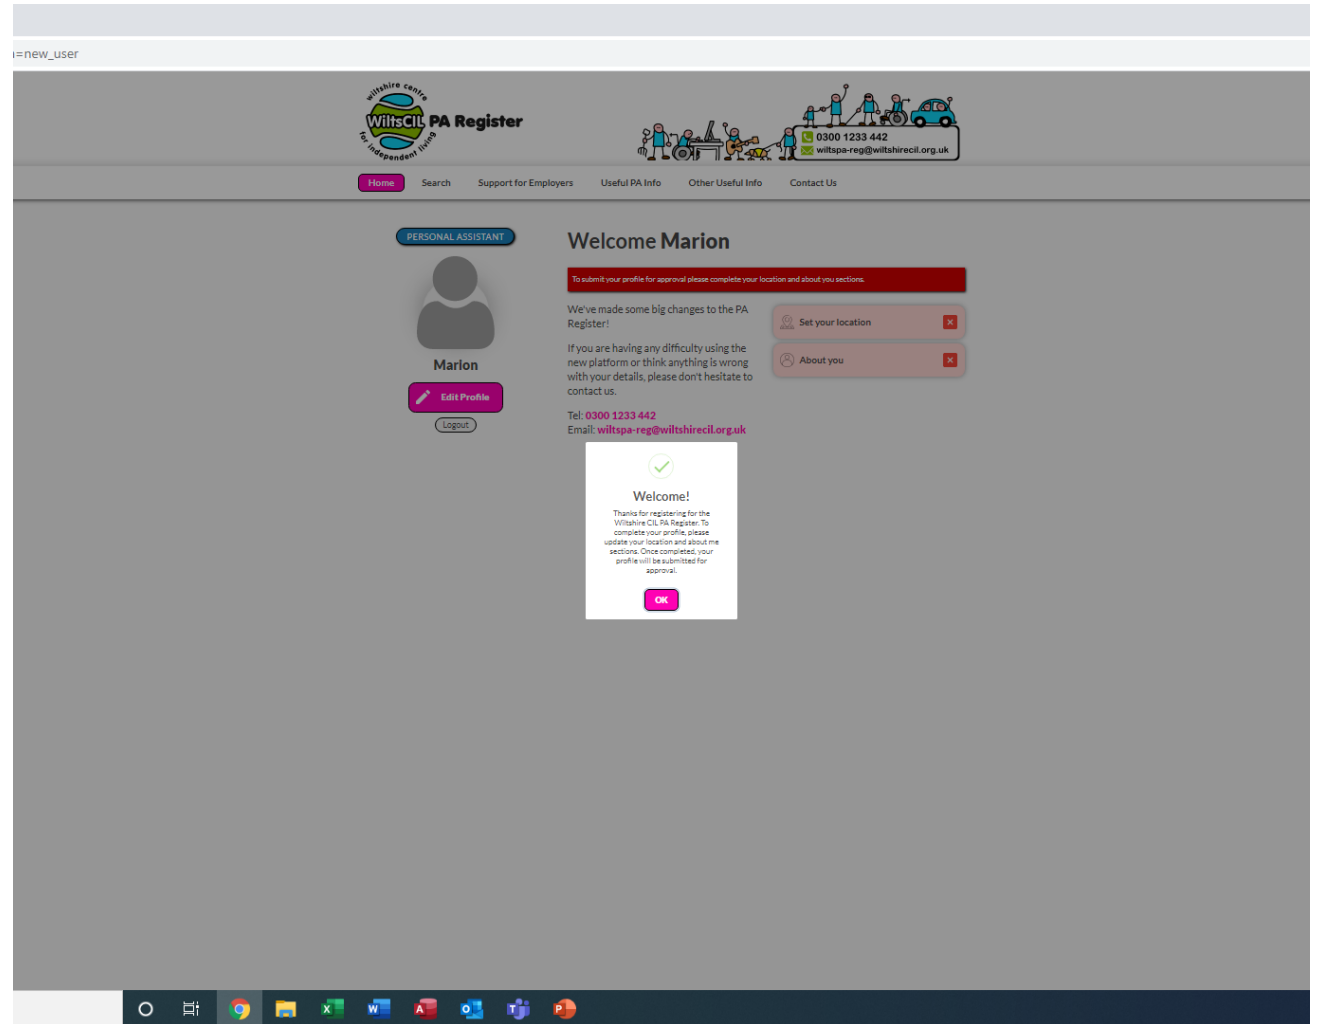 =new_user
wiltshire centre
WiltsCIL PA Register
for independent living
0300 1233 442
wiltspa-reg@wiltshirecil.org.uk
Home Search Support for Employers Useful PA Info Other Useful Info Contact Us
PERSONAL ASSISTANT
Marion
Edit Profile
Logout
Welcome Marion
To submit your profile for approval please complete your location and about you sections.
We've made some big changes to the PA
Register!
If you are having any difficulty using the
new platform or think anything is wrong
with your details, please don't hesitate to
contact us.
Tel: 0300 1233 442
Email: wiltspa-reg@wiltshirecil.org.uk
Set your location
About you
Welcome!
Thanks for registering for the
Wiltshire CIL PA Register. To
complete your profile, please
update your location and about me
sections. Once completed, your
profile will be submitted for
approval.
OK